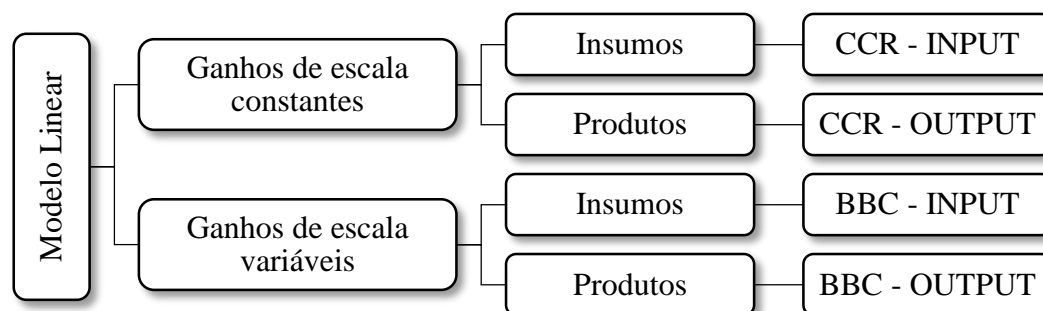 Modelo Linear
Ganhos de escala
constantes
Insumos
CCR - INPUT
Produtos
CCR - OUTPUT
Ganhos de escala
variáveis
Insumos
BBC - INPUT
Produtos
BBC - OUTPUT